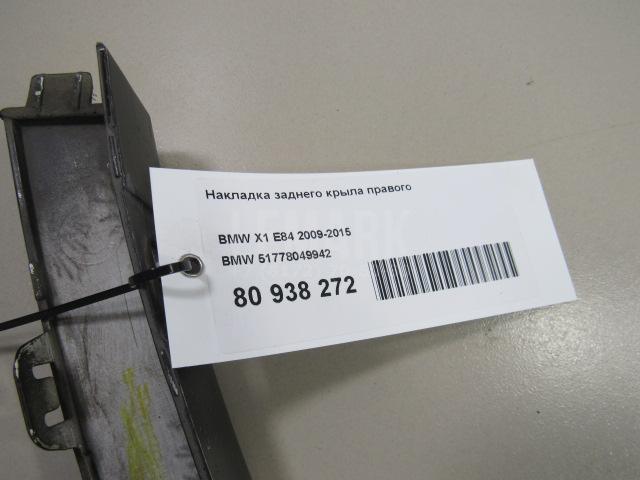 Накладка заднего крыла правого
BMW X1 E84 2009-2015
BMW 51778049942
80 938 272